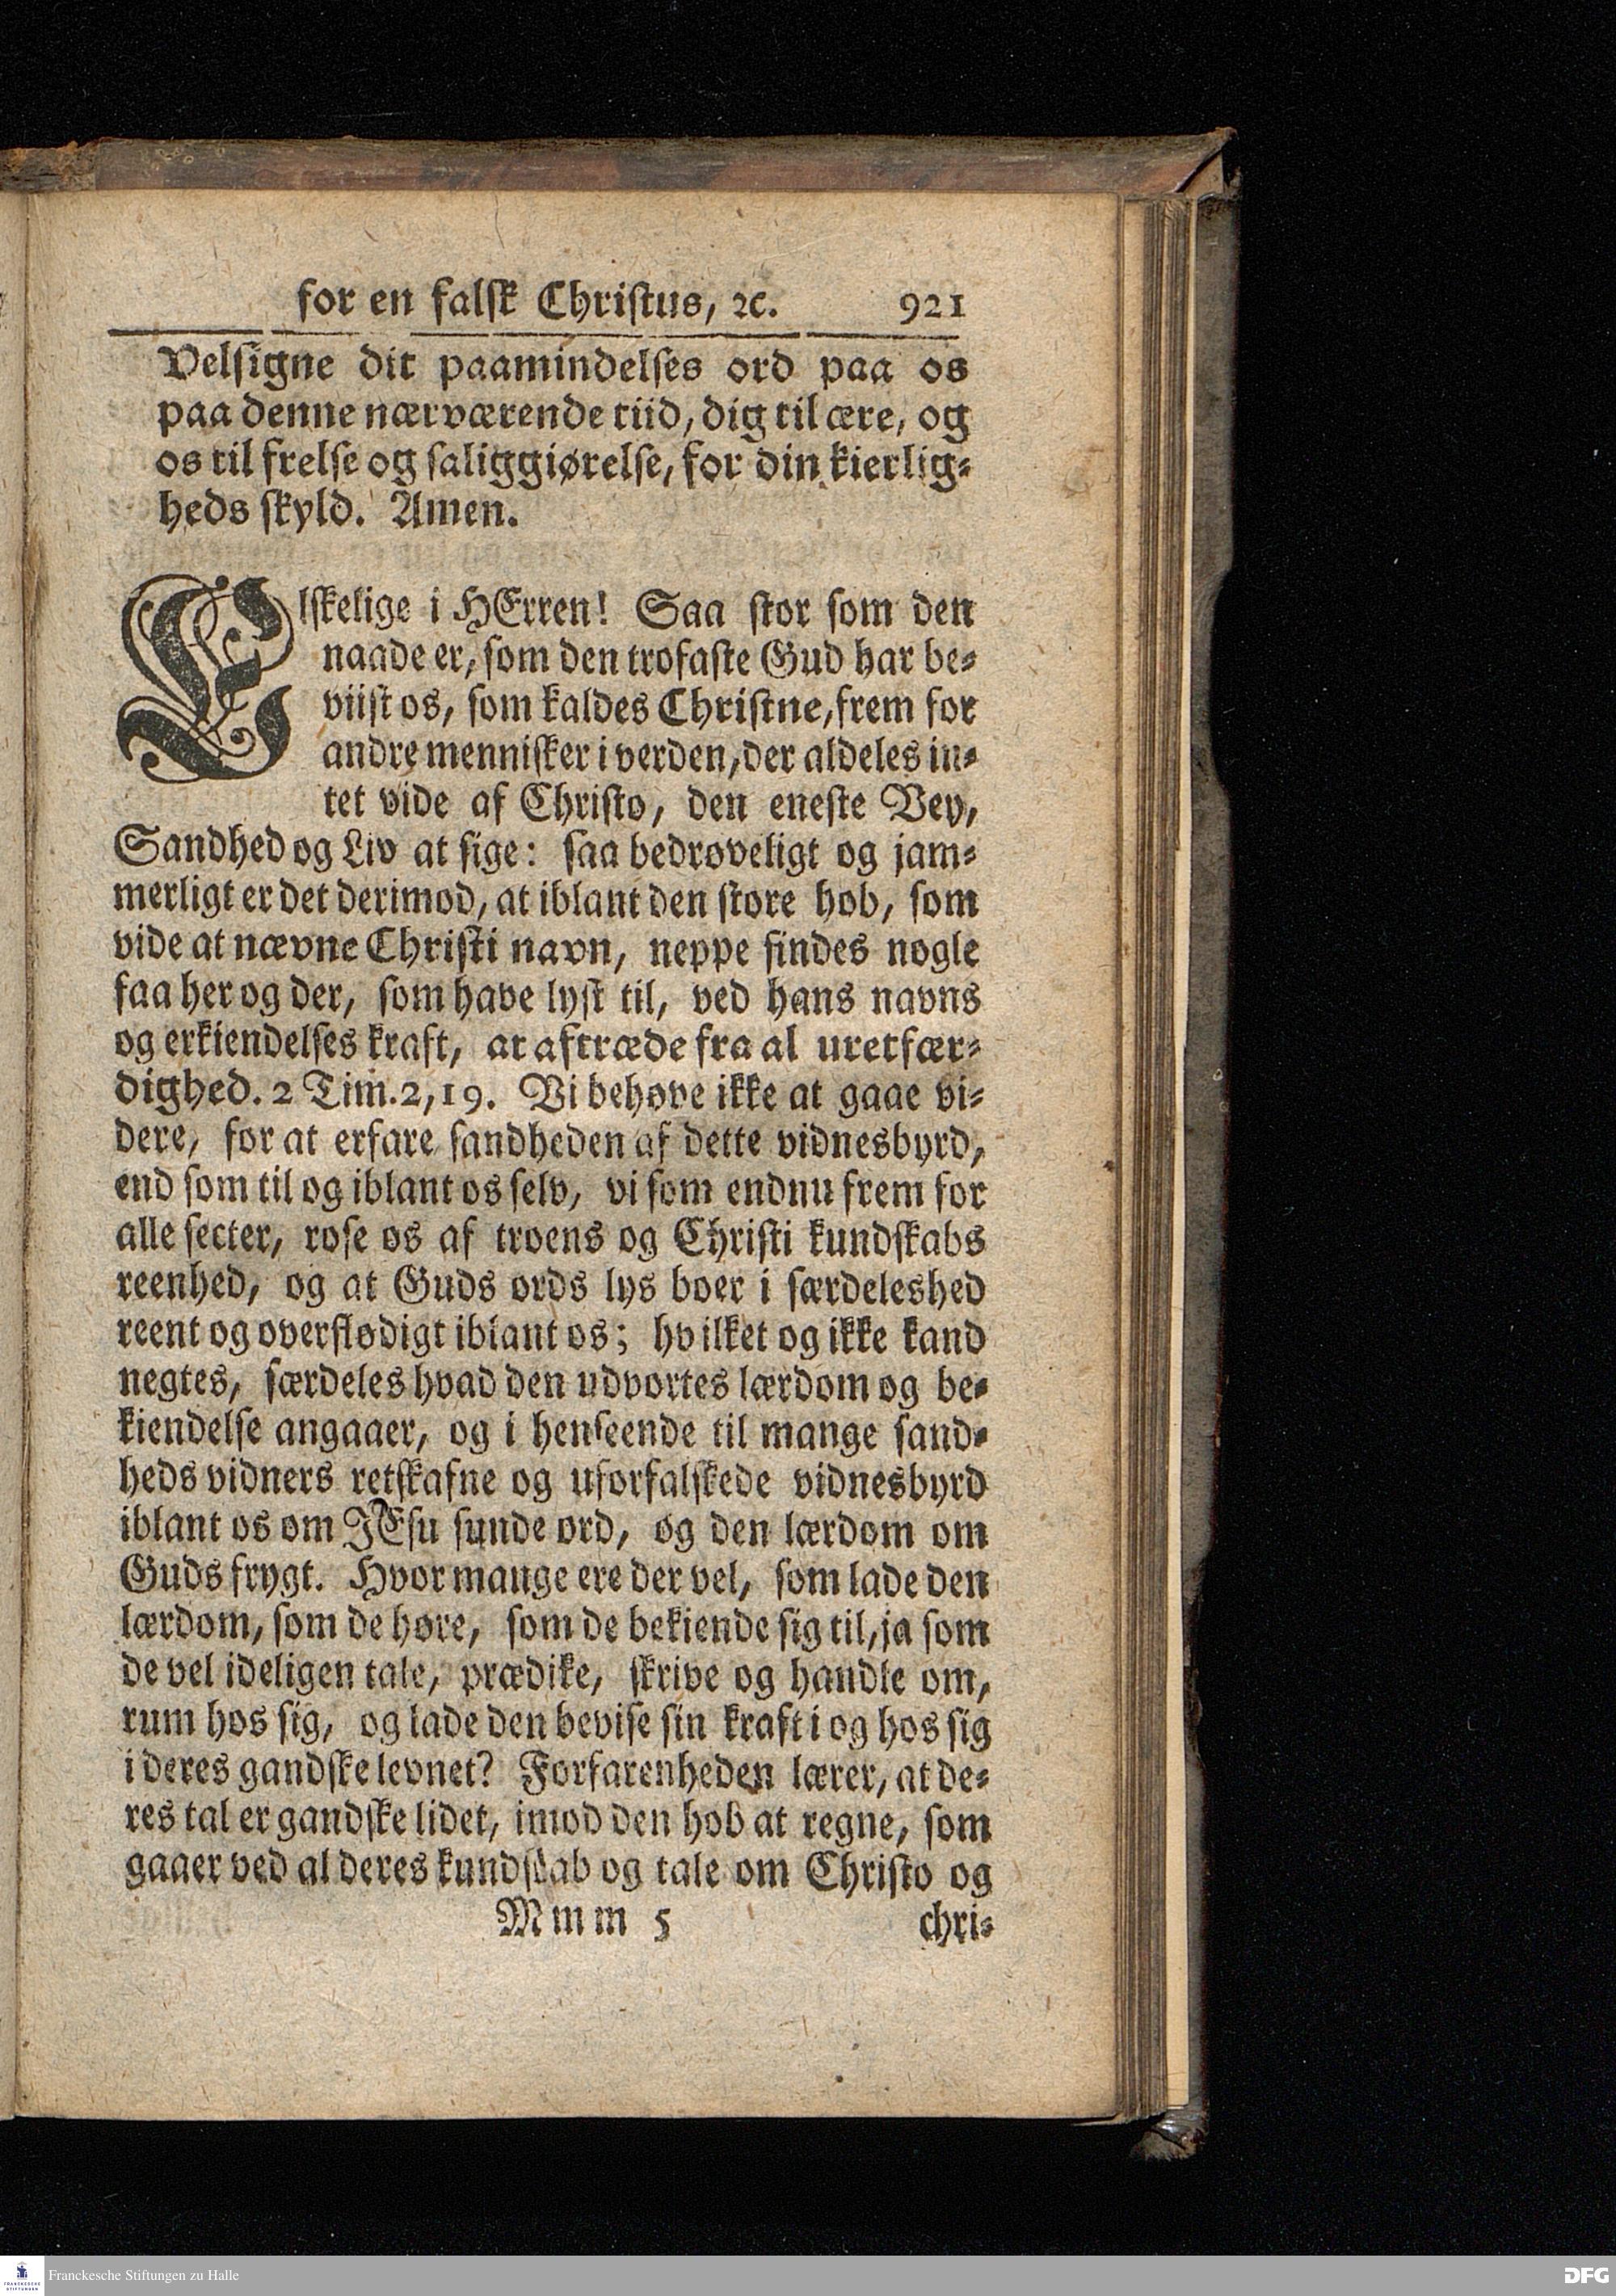 for en falsk Christus, ꝛc. 921
Velsigne dit paamindelses ord paa os
paa denne nærværende tiid, dig til ære, og
os til frelse og saliggiørelse, for din kierlig-
heds skyld. Amen.
Elskelige i HErren! Saa stor som den
naade er, som den trofaste Gud har be-
viist os, som kaldes Christne, frem for
andre mennisker i verden, der aldeles in-
tet vide af Christo, den eneste Vey,
Sandhed og Liv at sige: saa bedrøveligt og jam-
merligt er det derimod, at iblant den store hob, som
vide at nævne Christi navn, neppe findes nogle
faa her og der, som have lyst til, ved hans navns
og erkiendelses kraft, at aftræde fra al uretfær-
dighed. 2 Tim. 2, 19. Vi behøve ikke at gaae vi-
dere, for at erfare sandheden af dette vidnesbyrd,
end som til og iblant os selv, vi som endnu frem for
alle secter, rose os af troens og Christi kundskabs
reenhed, og at Guds ords lys boer i særdeleshed
reent og overflødigt iblant os; hvilket og ikke kand
negtes, særdeles hvad den udvortes lærdom og be-
kiendelse angaaer, og i henseende til mange sand-
heds vidners retskafne og uforfalskede vidnesbyrd
iblant os om JEsu sunde ord, og den lærdom om
Guds frygt. Hvor mange ere der vel, som lade den
lærdom, som de høre, som de bekiende sig til, ja som
de vel ideligen tale, prædike, skrive og handle om,
rum hos sig, og lade den bevise sin kraft i og hos sig
i deres gandske levnet? Forfarenheden lærer, at de-
res tal er gandske lidet, imod den hob at regne, som
gaaer ved al deres kundskab og tale om Christo og
Mmm 5 chri-
Franckesche Stiftungen zu Halle
FRANCKESCHE STIFTUNGEN
DFG